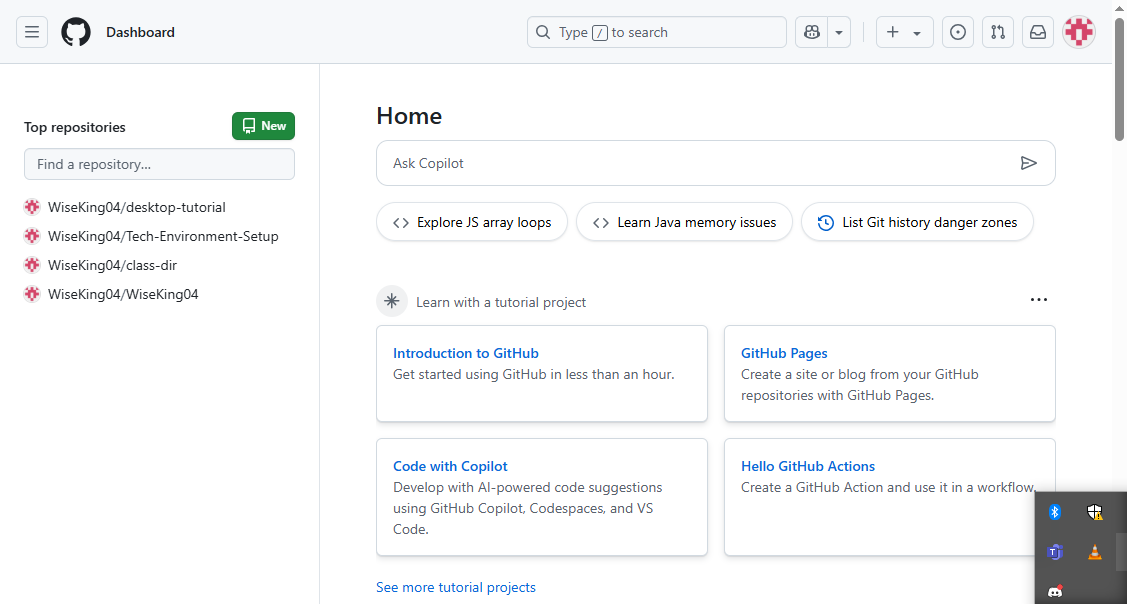 Dashboard
Type / to search
Top repositories
New
Find a repository...
WiseKing04/desktop-tutorial
WiseKing04/Tech-Environment-Setup
WiseKing04/class-dir
WiseKing04/WiseKing04
Home
Ask Copilot
Explore JS array loops
Learn Java memory issues
List Git history danger zones
Learn with a tutorial project
Introduction to GitHub
Get started using GitHub in less than an hour.
GitHub Pages
Create a site or blog from your GitHub
repositories with GitHub Pages.
Code with Copilot
Develop with AI-powered code suggestions
using GitHub Copilot, Codespaces, and VS
Code.
Hello GitHub Actions
Create a GitHub Action and use it in a workflow.
See more tutorial projects